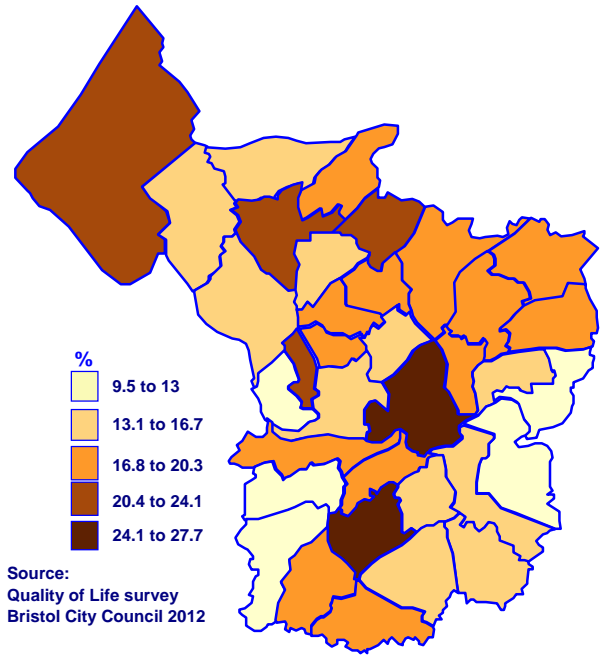 %
9.5 to 13
13.1 to 16.7
16.8 to 20.3
20.4 to 24.1
24.1 to 27.7
Source:
Quality of Life survey
Bristol City Council 2012